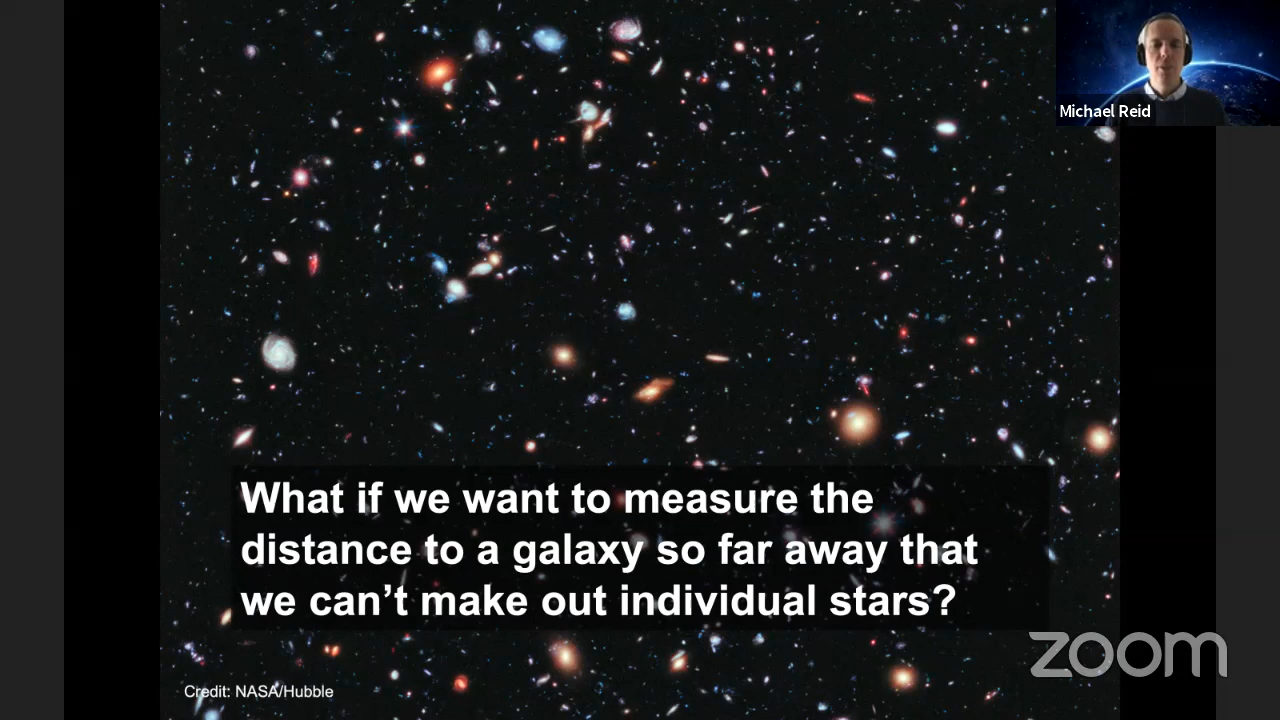 Michael Reid
What if we want to measure the
distance to a galaxy so far away that
we can’t make out individual stars?
zoom
Credit: NASA/Hubble